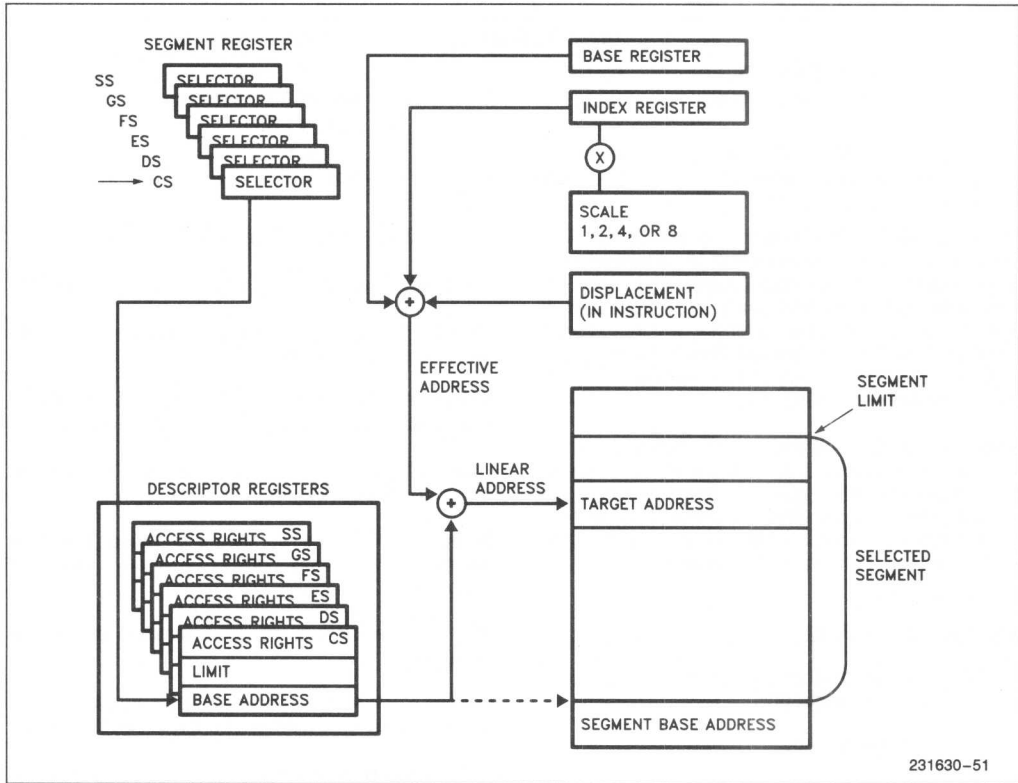 SEGMENT REGISTER
SS
SELECTOR
GS
SELECTOR
FS
SELECTOR
ES
SELECTOR
DS
SELECTOR
CS
SELECTOR
BASE REGISTER
INDEX REGISTER
X
SCALE
1, 2, 4, OR 8
DISPLACEMENT
(IN INSTRUCTION)
+
EFFECTIVE
ADDRESS
SEGMENT
LIMIT
DESCRIPTOR REGISTERS
+
LINEAR
ADDRESS
TARGET ADDRESS
SELECTED
SEGMENT
ACCESS RIGHTS SS
ACCESS RIGHTS GS
ACCESS RIGHTS FS
ACCESS RIGHTS ES
ACCESS RIGHTS DS
ACCESS RIGHTS CS
LIMIT
BASE ADDRESS
SEGMENT BASE ADDRESS
231630-51